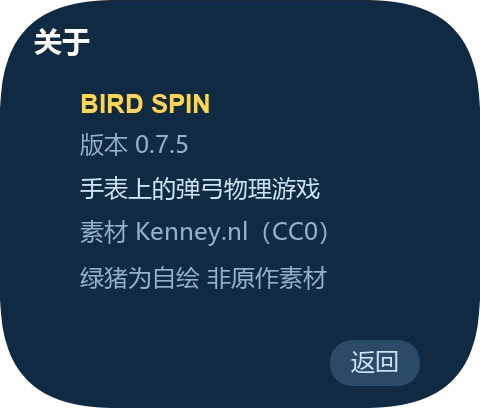 关于
BIRD SPIN
版本 0.7.5
手表上的弹弓物理游戏
素材 Kenney.nl（CC0）
绿猪为自绘 非原作素材
返回